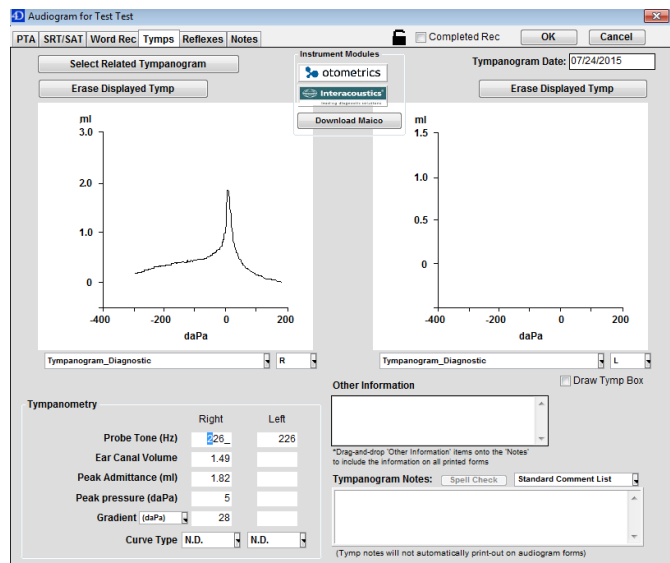 Audiogram for Test Test
PTA SRT/SAT Word Rec Tymps Reflexes Notes
Completed Rec OK Cancel
Select Related Tympanogram
Erase Displayed Tymp
Instrument Modules
otometrics
Interacoustics
leading diagnostic solutions
Download Maico
Tympanogram Date: 07/24/2015
Erase Displayed Tymp
ml
3.0
2.0
1.0
0
-400 -200 0 200
daPa
Tympanogram_Diagnostic R
ml
1.5
1.0
0.5
0
-400 -200 0 200
daPa
Tympanogram_Diagnostic L
Draw Tymp Box
Tympanometry
Right Left
Probe Tone (Hz) 226_ 226
Ear Canal Volume 1.49
Peak Admittance (ml) 1.82
Peak pressure (daPa) 5
Gradient (daPa) 28
Curve Type N.D. N.D.
Other Information
*Drag-and-drop 'Other Information' items onto the 'Notes'
to include the information on all printed forms
Tympanogram Notes: Spell Check Standard Comment List
(Tymp notes will not automatically print-out on audiogram forms)